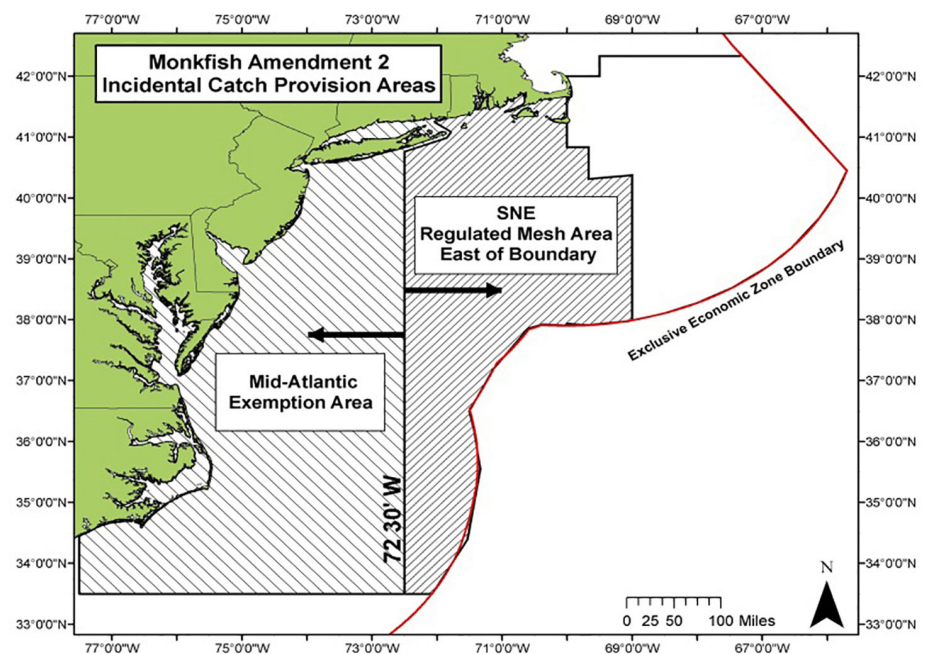 77°0'0"W 75°0'0"W 73°0'0"W 71°0'0"W 69°0'0"W 67°0'0"W
Monkfish Amendment 2
Incidental Catch Provision Areas
42°0'0"N 42°0'0"N
41°0'0"N 41°0'0"N
40°0'0"N 40°0'0"N
SNE
Regulated Mesh Area
East of Boundary
39°0'0"N 39°0'0"N
Exclusive Economic Zone Boundary
38°0'0"N 38°0'0"N
37°0'0"N 37°0'0"N
Mid-Atlantic
Exemption Area
36°0'0"N 36°0'0"N
35°0'0"N 35°0'0"N
72 30' W
34°0'0"N 34°0'0"N
N
0 25 50 100 Miles
33°0'0"N 33°0'0"N
77°0'0"W 75°0'0"W 73°0'0"W 71°0'0"W 69°0'0"W 67°0'0"W